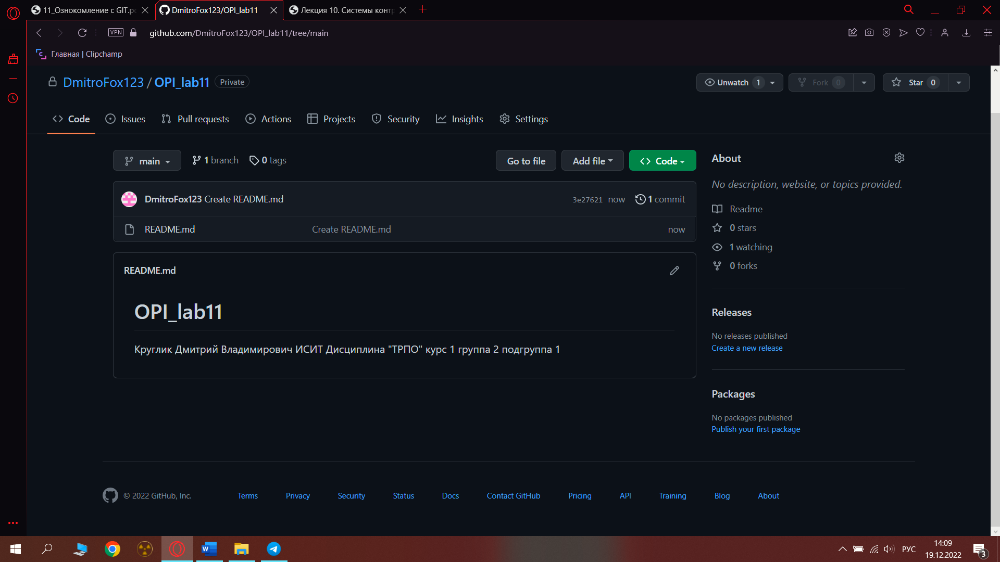 11_Ознокомление с GIT.pd
DmitroFox123/OPI_lab11
Лекция 10. Системы конт
VPN
github.com/DmitroFox123/OPI_lab11/tree/main
Главная | Clipchamp
DmitroFox123 / OPI_lab11 Private
Unwatch 1
Fork 0
Star 0
Code
Issues
Pull requests
Actions
Projects
Security
Insights
Settings
main
1 branch
0 tags
Go to file
Add file
Code
DmitroFox123 Create README.md
3e27621 now
1 commit
README.md
Create README.md
now
README.md
OPI_lab11
Круглик Дмитрий Владимирович ИСИТ Дисциплина "ТРПО" курс 1 группа 2 подгруппа 1
About
No description, website, or topics provided.
Readme
0 stars
1 watching
0 forks
Releases
No releases published
Create a new release
Packages
No packages published
Publish your first package
© 2022 GitHub, Inc.
Terms
Privacy
Security
Status
Docs
Contact GitHub
Pricing
API
Training
Blog
About
РУС
14:09
19.12.2022
3